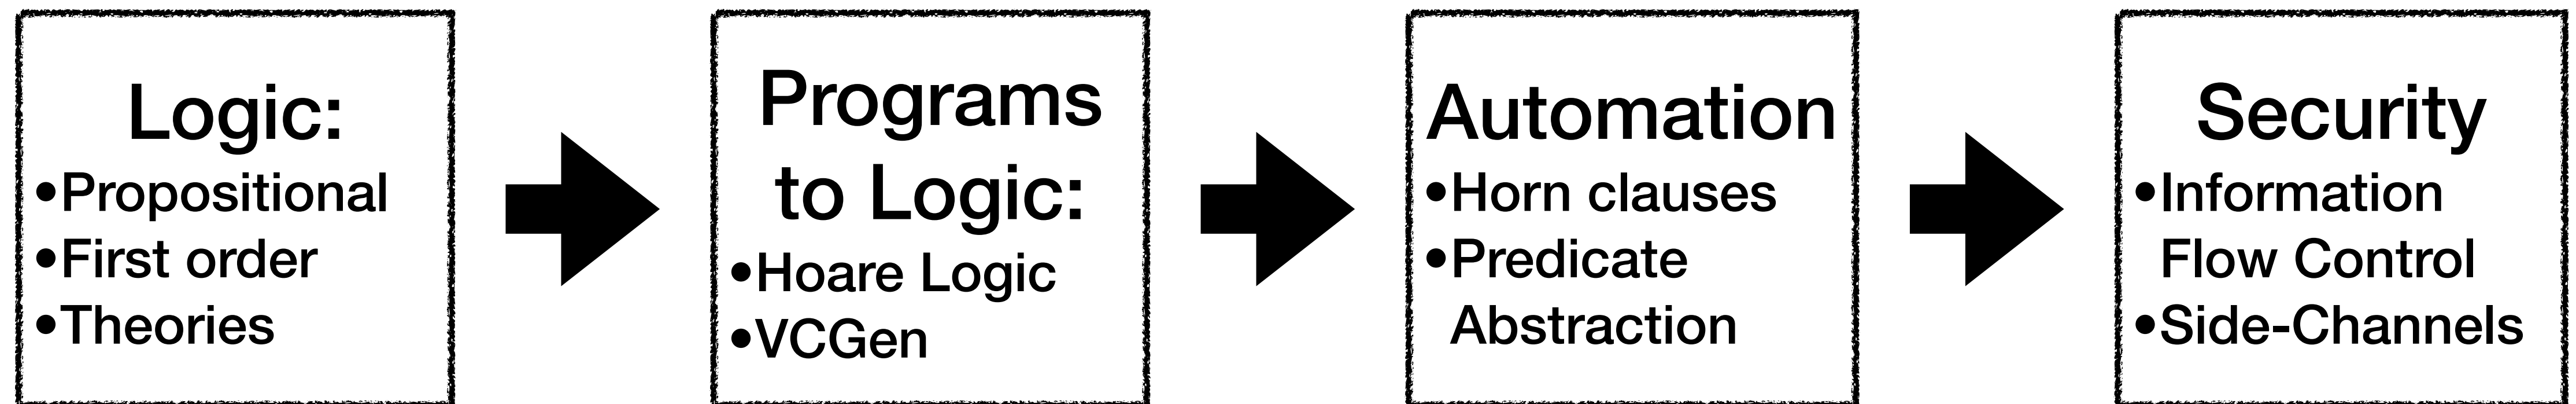 Logic:
•Propositional
•First order
•Theories
Programs
to Logic:
•Hoare Logic
•VCGen
Automation
•Horn clauses
•Predicate
Abstraction
Security
•Information
Flow Control
•Side-Channels